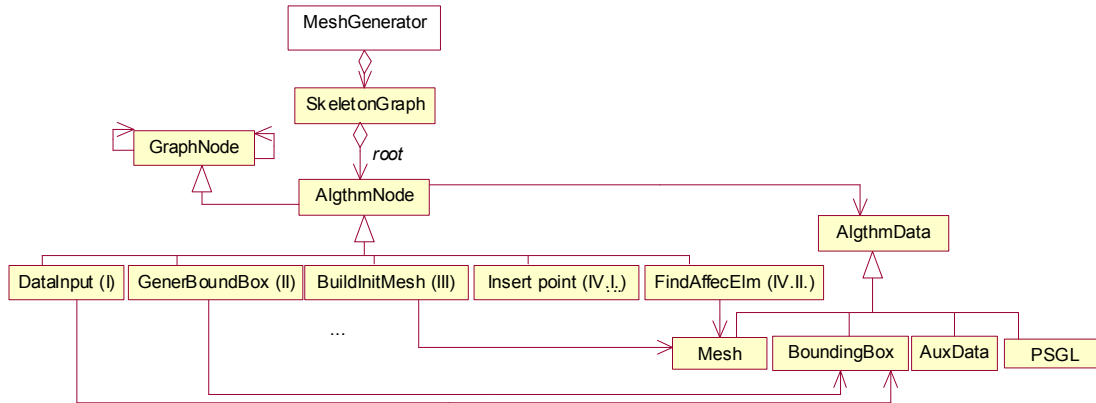 MeshGenerator
SkeletonGraph
GraphNode
root
AlgthmNode
AlgthmData
DataInput (I)
GenerBoundBox (II)
BuildInitMesh (III)
Insert point (IV.I.)
FindAffecElm (IV.II.)
...
...
Mesh
BoundingBox
AuxData
PSGL